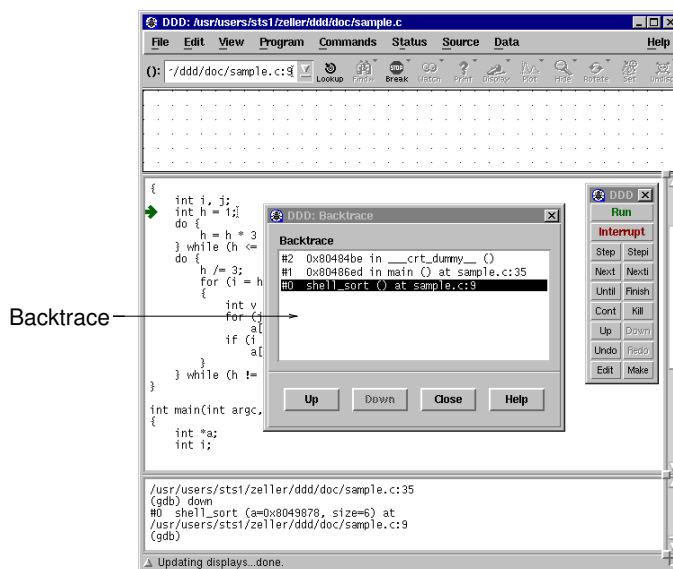 DDD: /usr/users/sts1/zeller/ddd/doc/sample.c
File Edit View Program Commands Status Source Data Help
(): ~/ddd/doc/sample.c:9 Lookup Find» Break Watch Print Display Plot Hide Rotate Set Undisp
{
int i, j;
int h = 1;
do {
h = h * 3
} while (h <=
do {
h /= 3;
for (i = h
{
int v
for (j
a[
if (i
a[
}
} while (h !=
}
int main(int argc,
{
int *a;
int i;
DDD: Backtrace
Backtrace
#2 0x80484be in ___crt_dummy__ ()
#1 0x80486ed in main () at sample.c:35
#0 shell_sort () at sample.c:9
Up Down Close Help
DDD
Run
Interrupt
Step Stepi
Next Nexti
Until Finish
Cont Kill
Up Down
Undo Redo
Edit Make
Backtrace
/usr/users/sts1/zeller/ddd/doc/sample.c:35
(gdb) down
#0 shell_sort (a=0x8049878, size=6) at
/usr/users/sts1/zeller/ddd/doc/sample.c:9
(gdb)
Updating displays...done.